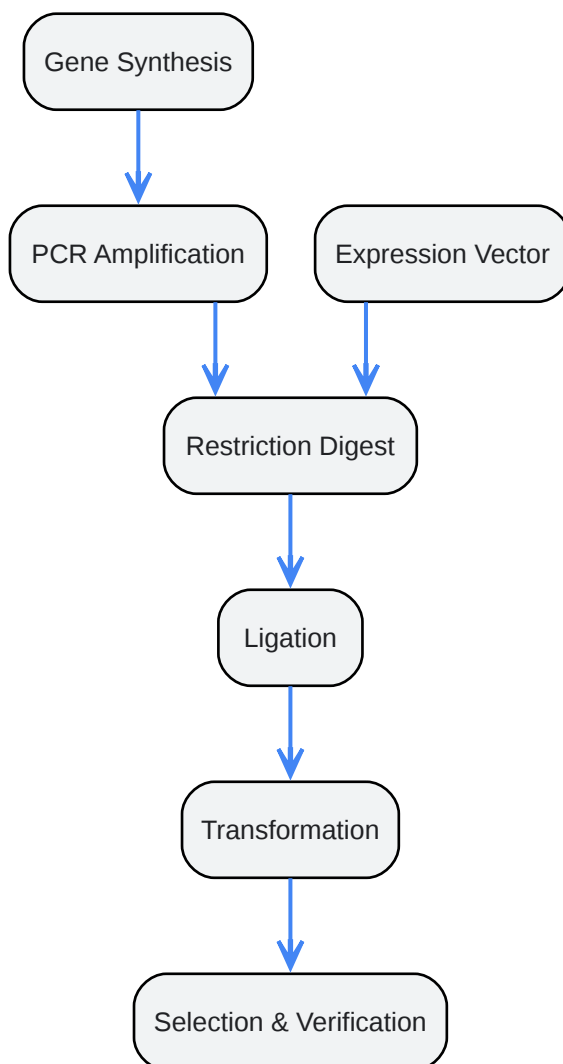 Gene Synthesis
PCR Amplification
Expression Vector
Restriction Digest
Ligation
Transformation
Selection & Verification